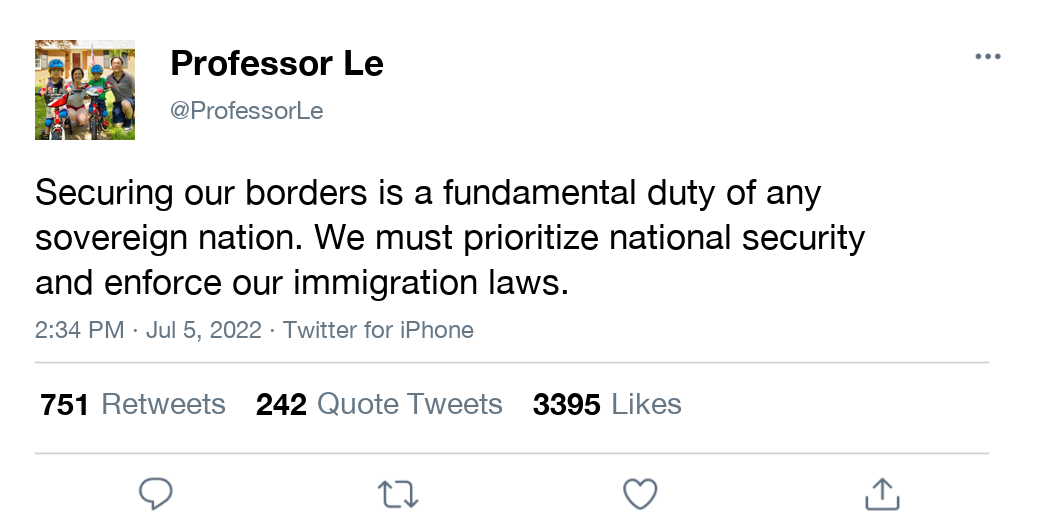 Professor Le
@ProfessorLe
Securing our borders is a fundamental duty of any
sovereign nation. We must prioritize national security
and enforce our immigration laws.
2:34 PM · Jul 5, 2022 · Twitter for iPhone
751 Retweets 242 Quote Tweets 3395 Likes